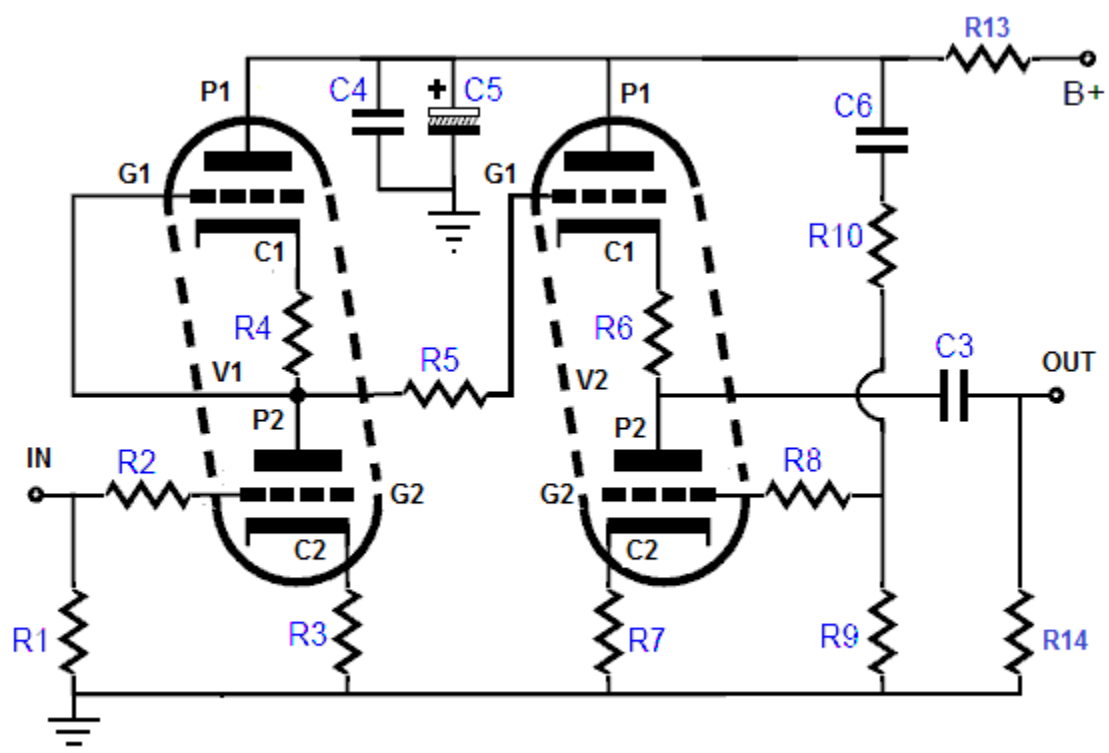 R13
P1
C4
+
C5
P1
C6
B+
G1
G1
C1
C1
R10
R4
R6
C3
OUT
R5
V1
V2
P2
P2
IN
R2
R8
G2
G2
C2
C2
R1
R3
R7
R9
R14